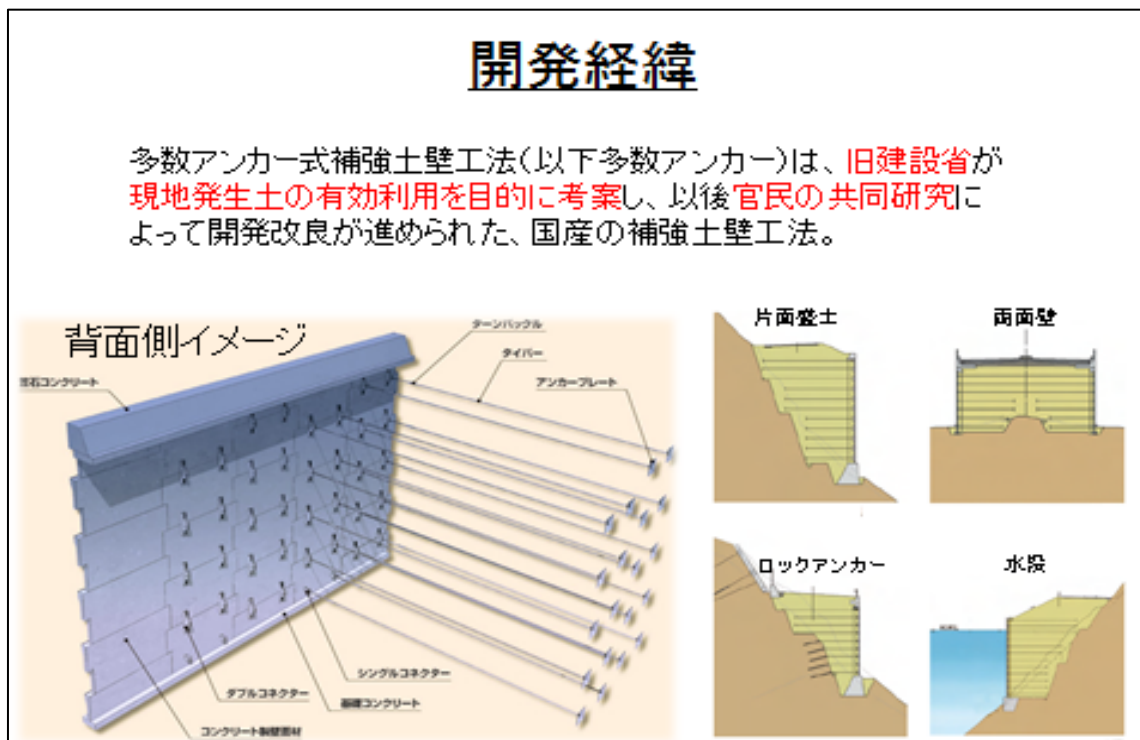 開発経緯
多数アンカー式補強土壁工法(以下多数アンカー)は、旧建設省が
現地発生土の有効利用を目的に考案し、以後官民の共同研究に
よって開発改良が進められた、国産の補強土壁工法。
背面側イメージ
ターンバックル
タイバー
アンカープレート
笠石コンクリート
シングルコネクター
ダブルコネクター
基礎コンクリート
コンクリート製壁面材
片面盛土
両面壁
ロックアンカー
水際